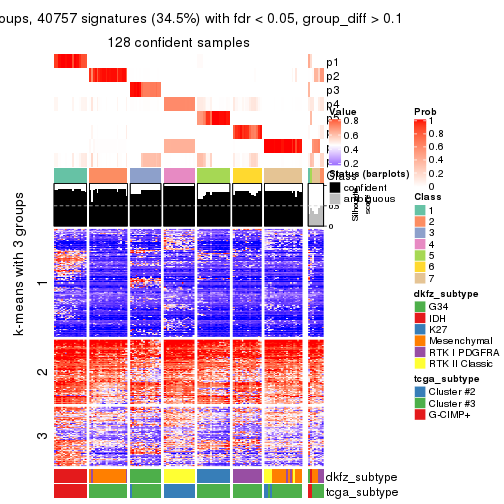 oups, 40757 signatures (34.5%) with fdr < 0.05, group_diff > 0.1
128 confident samples
p1
p2
p3
p4
Class
k-means with 3 groups
1
2
3
dkfz_subtype
tcga_subtype
Value
0.8
0.6
0.4
0.2
Status (barplots)
confident
ambiguous
0.5
0
Silhouette
score
Prob
1
0.8
0.6
0.4
0.2
0
Class
1
2
3
4
5
6
7
dkfz_subtype
G34
IDH
K27
Mesenchymal
RTK I PDGFRA
RTK II Classic
tcga_subtype
Cluster #2
Cluster #3
G-CIMP+